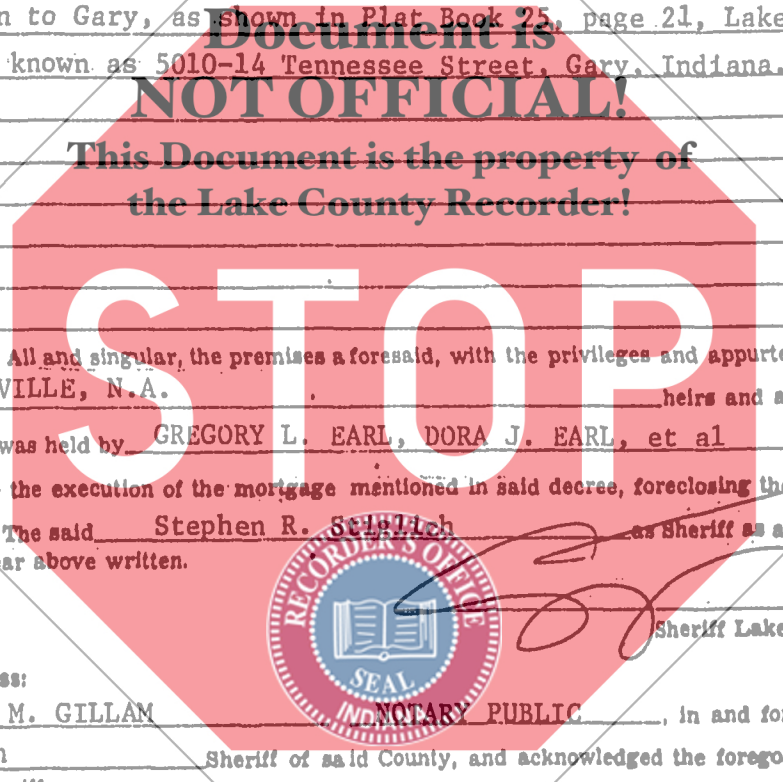 n to Gary, as shown in Plat Book 25, page 21, Lake
Document is
known as 5010-14 Tennessee Street, Gary, Indiana.
NOT OFFICIAL!
This Document is the property of
the Lake County Recorder!
STOP
All and singular, the premises aforesaid, with the privileges and appurte
VILLE, N.A. heirs and a
was held by GREGORY L. EARL, DORA J. EARL, et al
the execution of the mortgage mentioned in said decree, foreclosing the
The said Stephen R. Stiglich as Sheriff as a
ar above written.
RECORDER'S OFFICE
SEAL
INDIANA
Sheriff Lake
ss:
M. GILLAM NOTARY PUBLIC, in and fo
Sheriff of said County, and acknowledged the forego